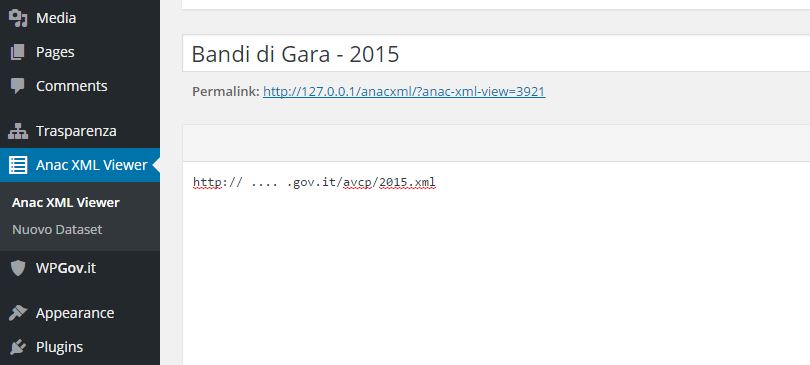 Media
Pages
Comments
Trasparenza
Anac XML Viewer
Anac XML Viewer
Nuovo Dataset
WPGov.it
Appearance
Plugins
Bandi di Gara - 2015
Permalink: http://127.0.0.1/anacxml/?anac-xml-view=3921
http:// .... .gov.it/avcp/2015.xml